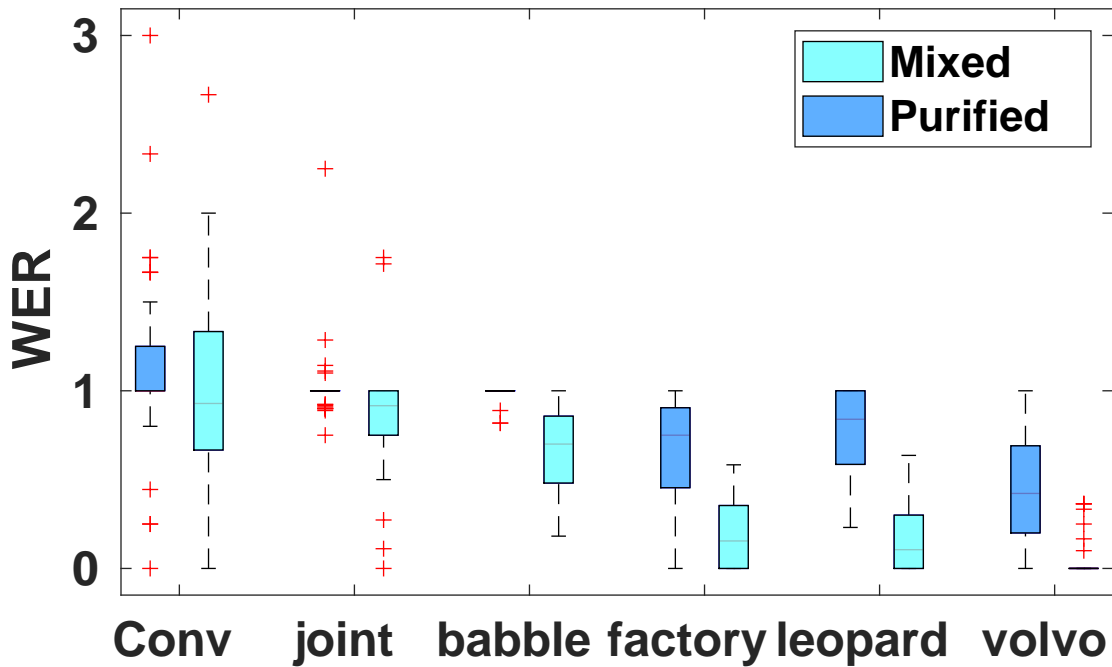 WER
3
2
1
0
Mixed
Purified
Conv joint babble factory leopard volvo